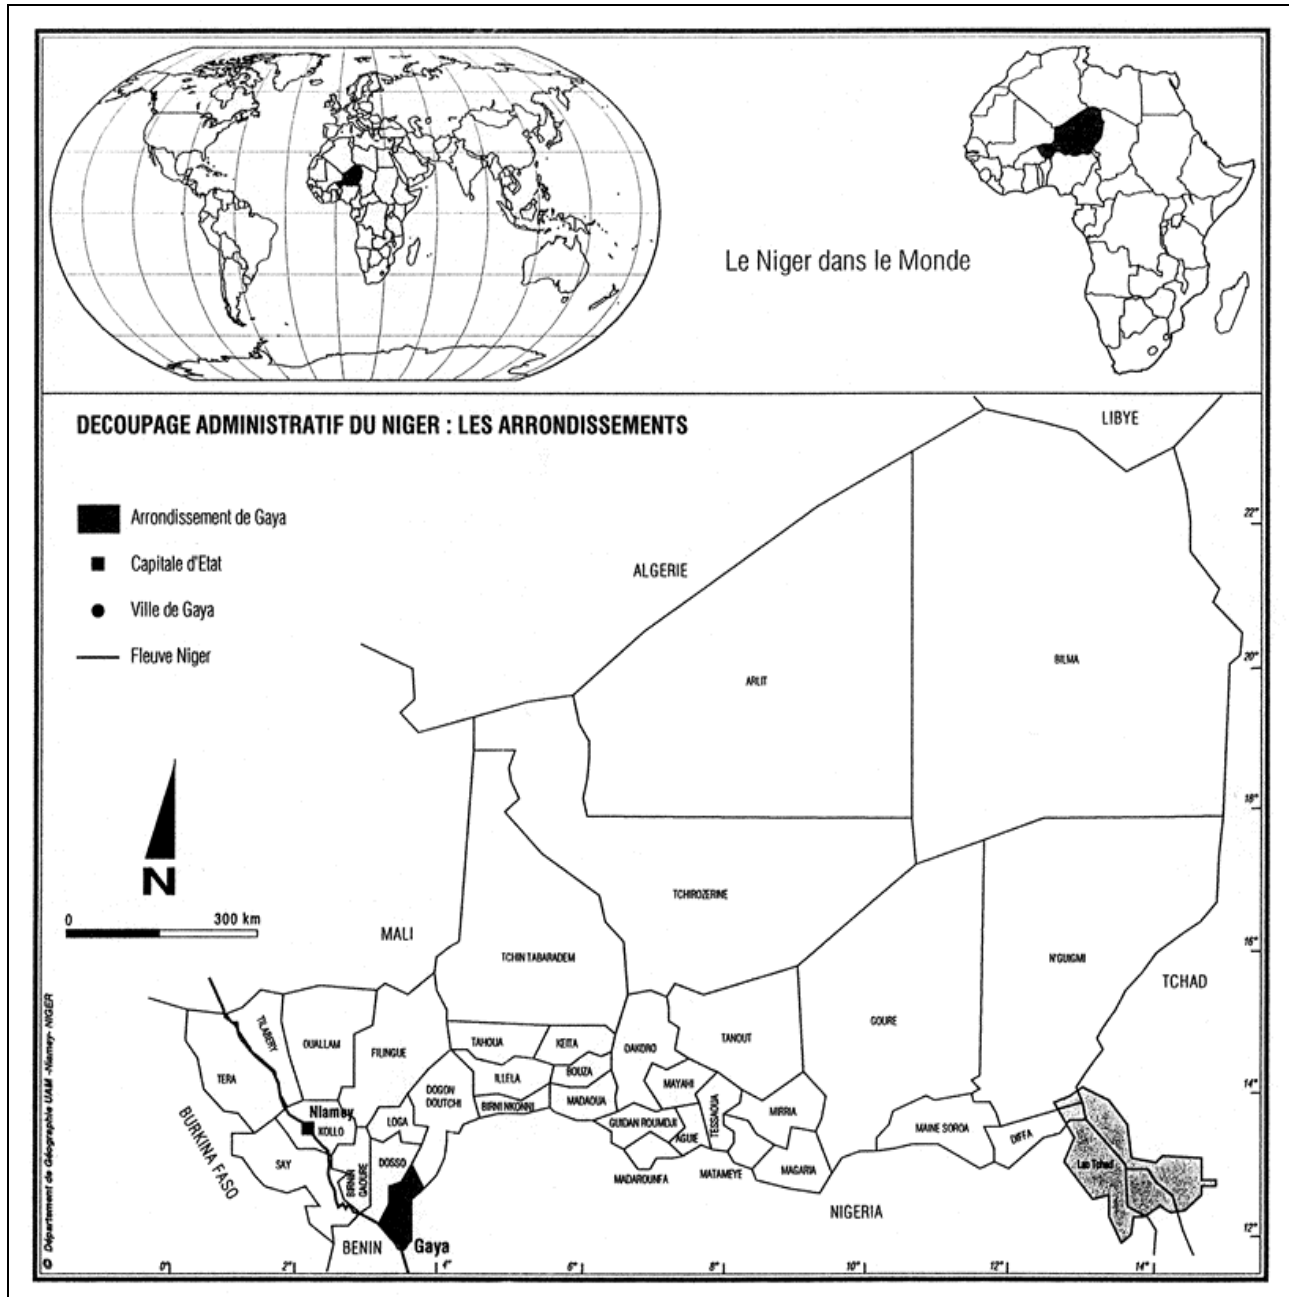 Le Niger dans le Monde
DECOUPAGE ADMINISTRATIF DU NIGER : LES ARRONDISSEMENTS
Arrondissement de Gaya
Capitale d'Etat
Ville de Gaya
Fleuve Niger
LIBYE
ALGERIE
22°
20°
18°
16°
14°
12°
BILMA
ARLIT
N
0 300 km
MALI
TCHIROZERINE
TCHIN TABARADEM
N'GUIGMI
TCHAD
GOURE
TILABERY
OUALLAM
FILINGUE
TAHOUA
KEITA
DAKORO
TANOUT
TERA
DOGON
DOUTCHI
ILLELA
BOUZA
MAYAHI
BIRNI NKONNI
MADAOUA
TESSAOUA
MIRRIA
Niamey
KOLLO
LOGA
GUIDAN ROUMDJI
AGUIE
MAINE SOROA
DIFFA
BURKINA FASO
SAY
BIRNIN
GAOURE
DOSSO
MADAROUNFA
MATAMEYE
MAGARIA
Lac Tchad
NIGERIA
BENIN
Gaya
0°
2°
4°
6°
8°
10°
12°
14°
© Département de Géographie UAM -Niamey- NIGER